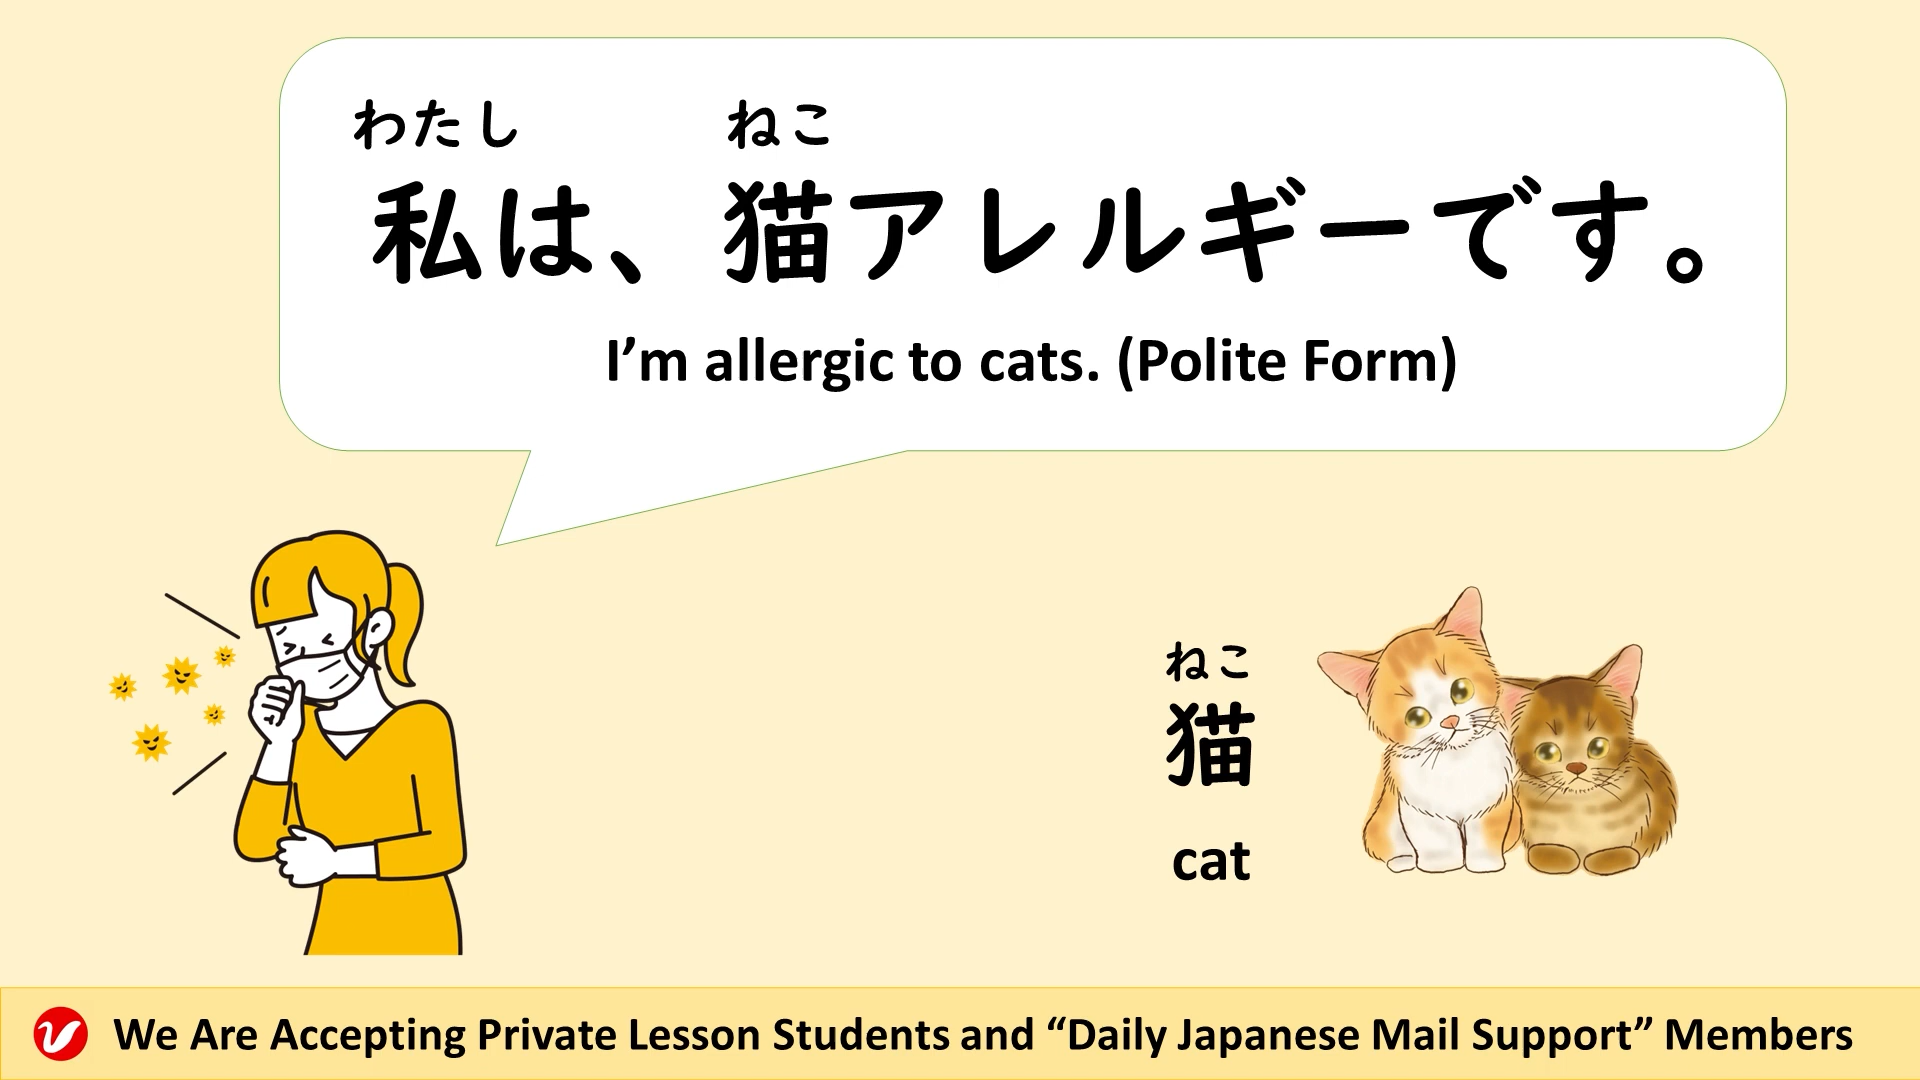 わたし ねこ
私は、猫アレルギーです。
I’m allergic to cats. (Polite Form)
ねこ
猫
cat
We Are Accepting Private Lesson Students and “Daily Japanese Mail Support” Members